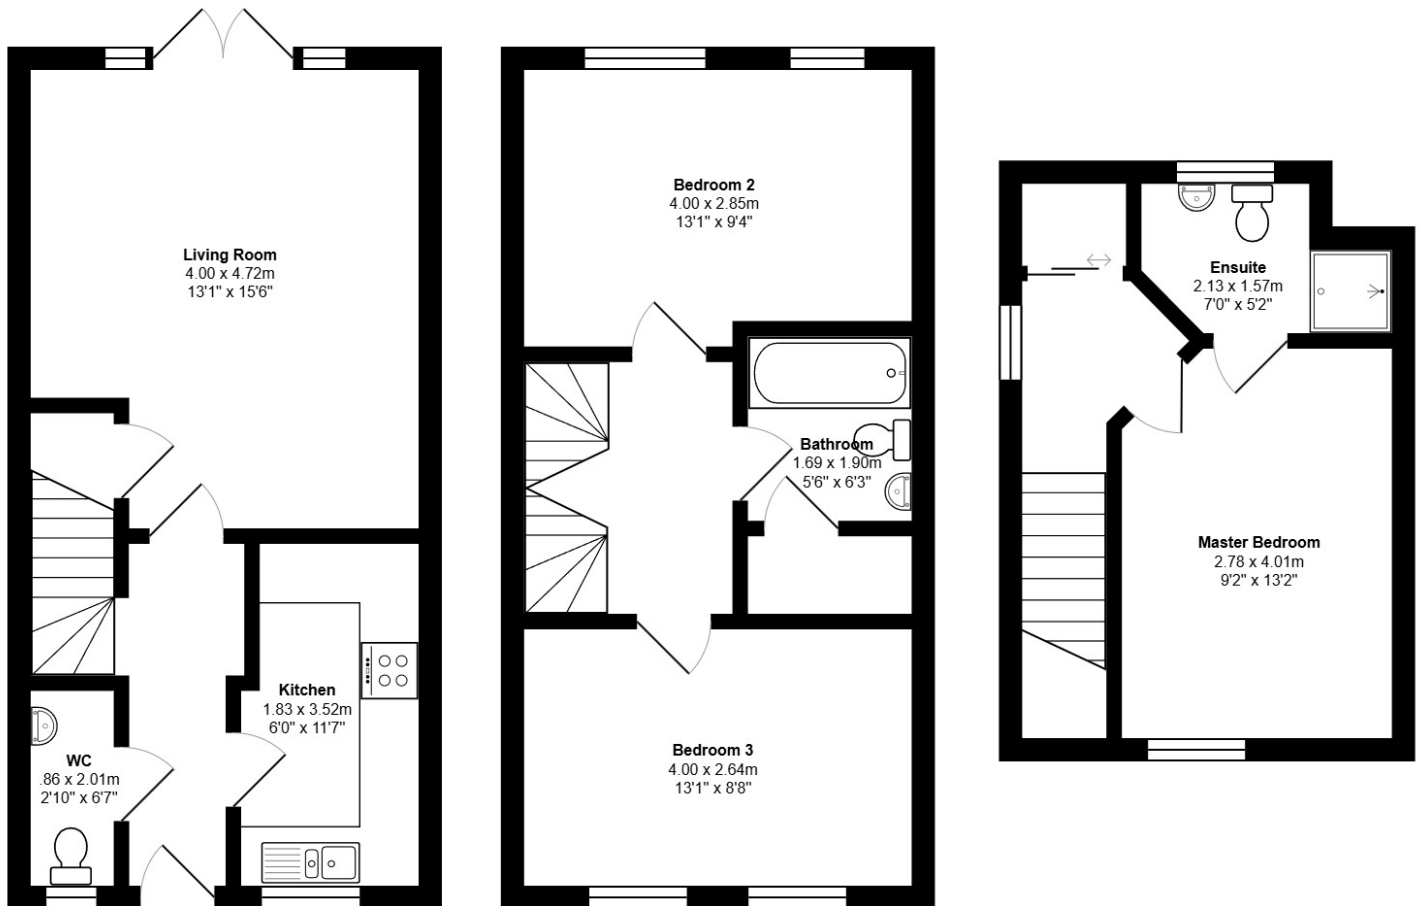 Living Room
4.00 x 4.72m
13'1" x 15'6"
WC
.86 x 2.01m
2'10" x 6'7"
Kitchen
1.83 x 3.52m
6'0" x 11'7"
Bedroom 2
4.00 x 2.85m
13'1" x 9'4"
Bathroom
1.69 x 1.90m
5'6" x 6'3"
Bedroom 3
4.00 x 2.64m
13'1" x 8'8"
Ensuite
2.13 x 1.57m
7'0" x 5'2"
Master Bedroom
2.78 x 4.01m
9'2" x 13'2"